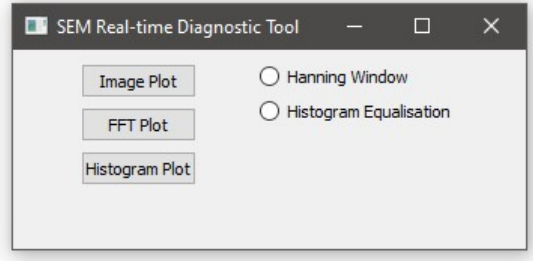 SEM Real-time Diagnostic Tool
Image Plot
Hanning Window
FFT Plot
Histogram Equalisation
Histogram Plot